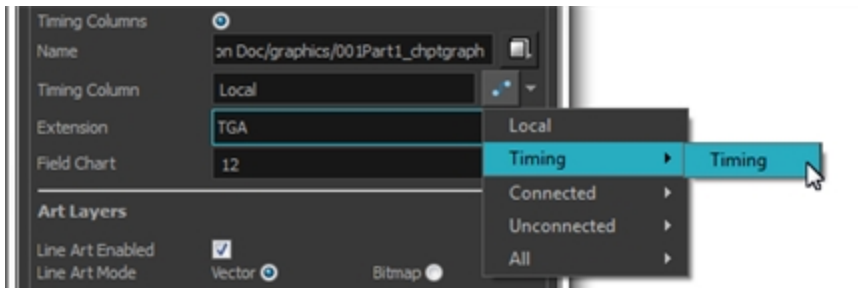 Timing Columns
Name on Doc/graphics/001Part1_chptgraph
Timing Column Local
Extension TGA
Field Chart 12
Art Layers
Line Art Enabled
Line Art Mode Vector Bitmap
Local
Timing Timing
Connected
Unconnected
All